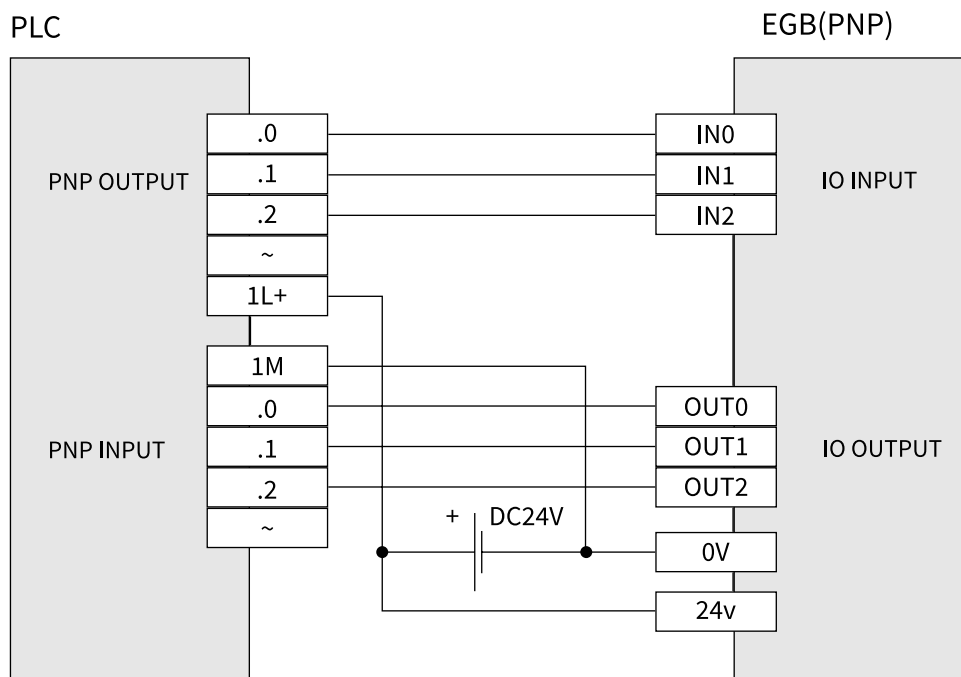 PLC
EGB(PNP)
.0
IN0
PNP OUTPUT
.1
IN1
IO INPUT
.2
IN2
~
1L+
1M
.0
OUT0
PNP INPUT
.1
OUT1
IO OUTPUT
.2
OUT2
~
+ DC24V
0V
24v